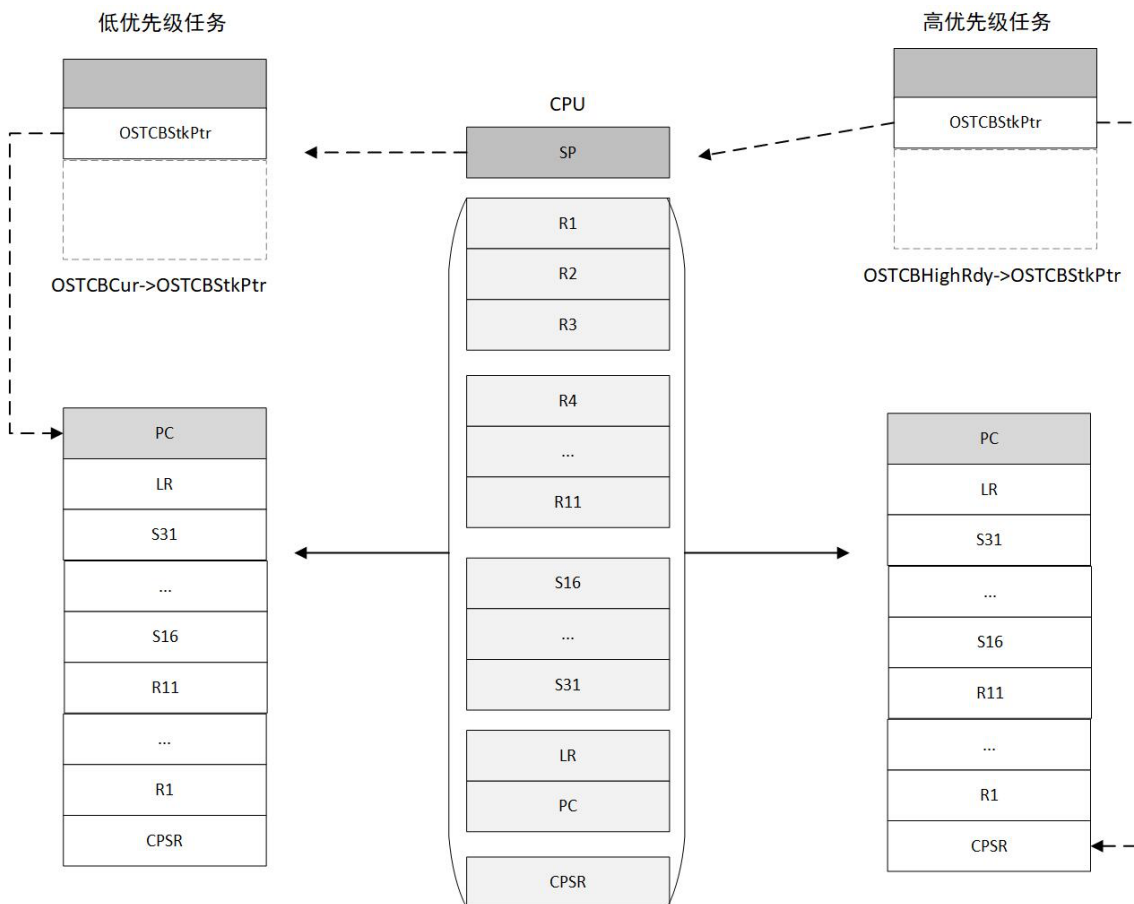 低优先级任务
OSTCBStkPtr
OSTCBCur->OSTCBStkPtr
PC
LR
S31
...
S16
R11
...
R1
CPSR
CPU
SP
R1
R2
R3
R4
...
R11
S16
...
S31
LR
PC
CPSR
高优先级任务
OSTCBStkPtr
OSTCBHighRdy->OSTCBStkPtr
PC
LR
S31
...
S16
R11
...
R1
CPSR